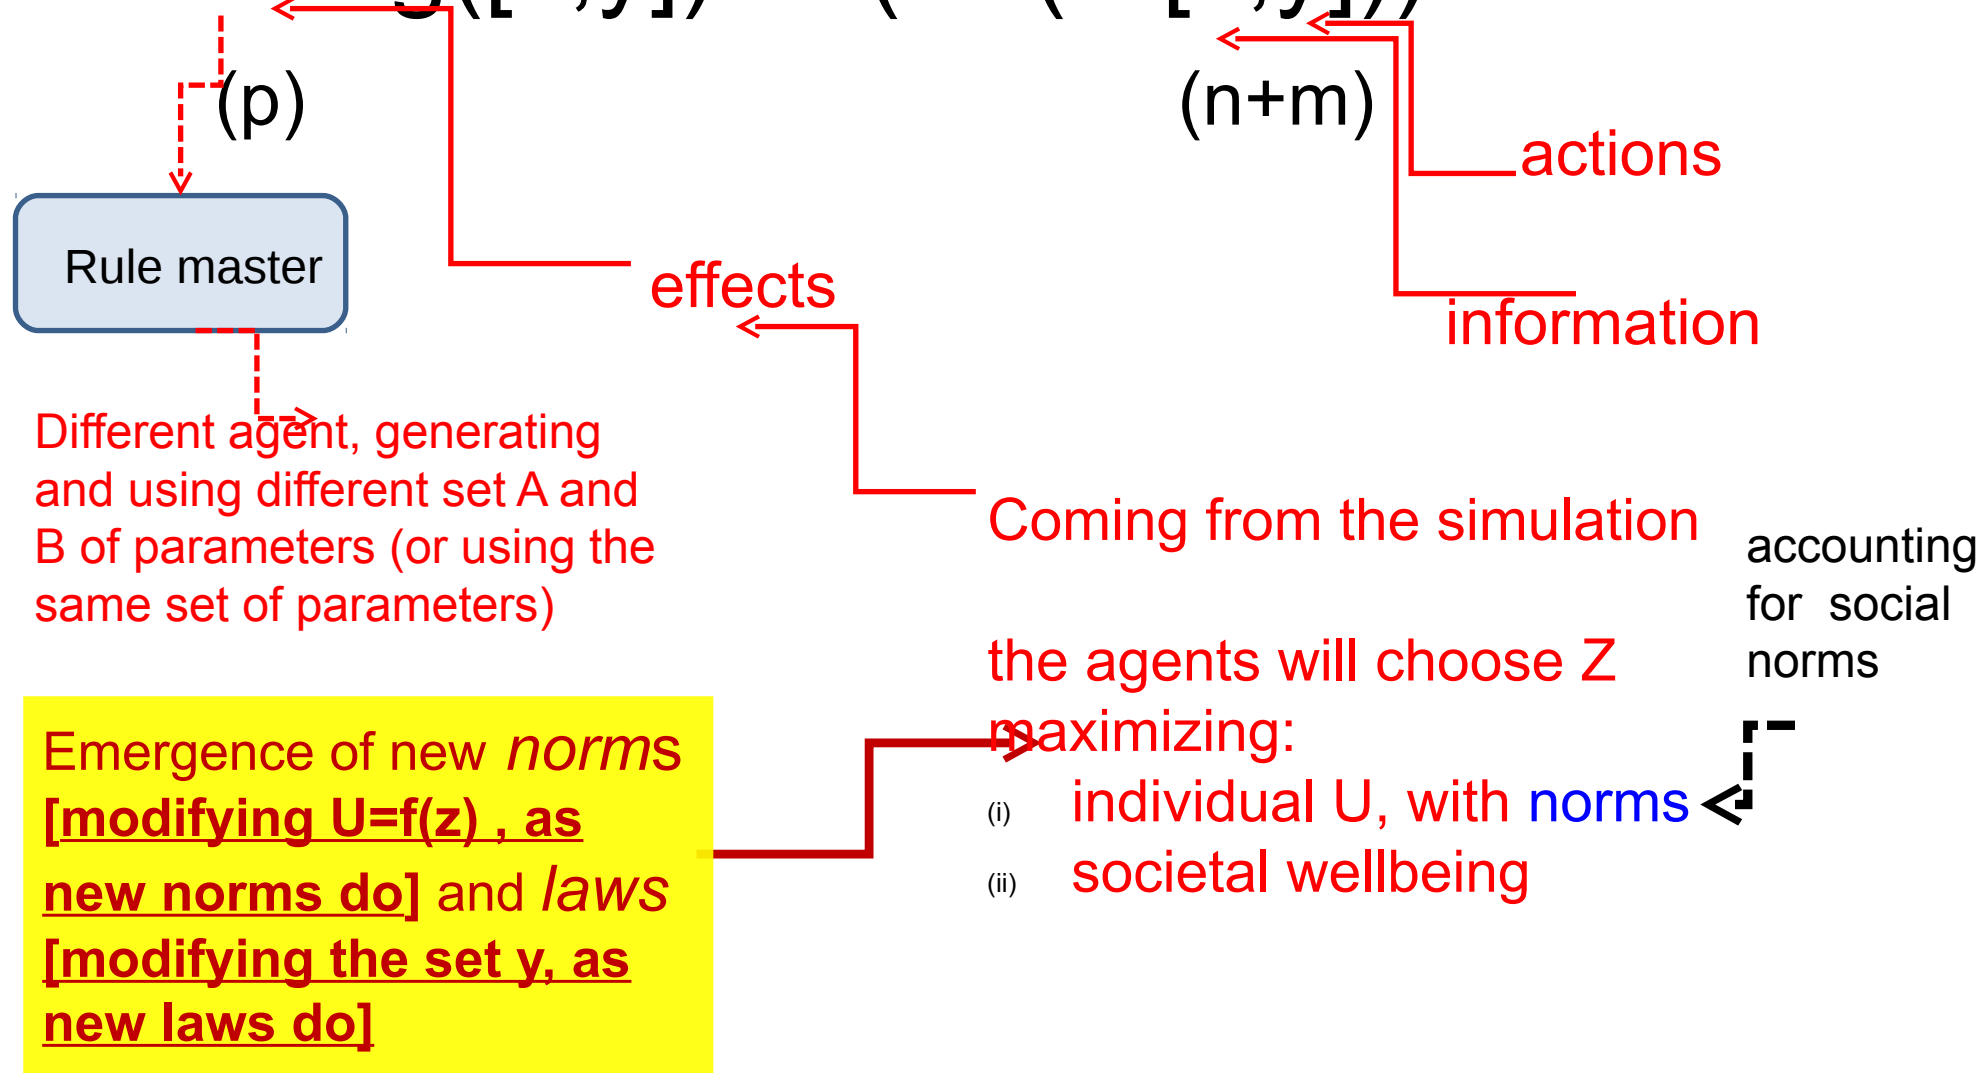 (p)
(n+m)
actions
Rule master
effects
information
Different agent, generating
and using different set A and
B of parameters (or using the
same set of parameters)
Coming from the simulation
accounting
for social
norms
the agents will choose Z
maximizing:
(i) individual U, with norms
(ii) societal wellbeing
Emergence of new norms
[modifying U=f(z) , as
new norms do] and laws
[modifying the set y, as
new laws do]